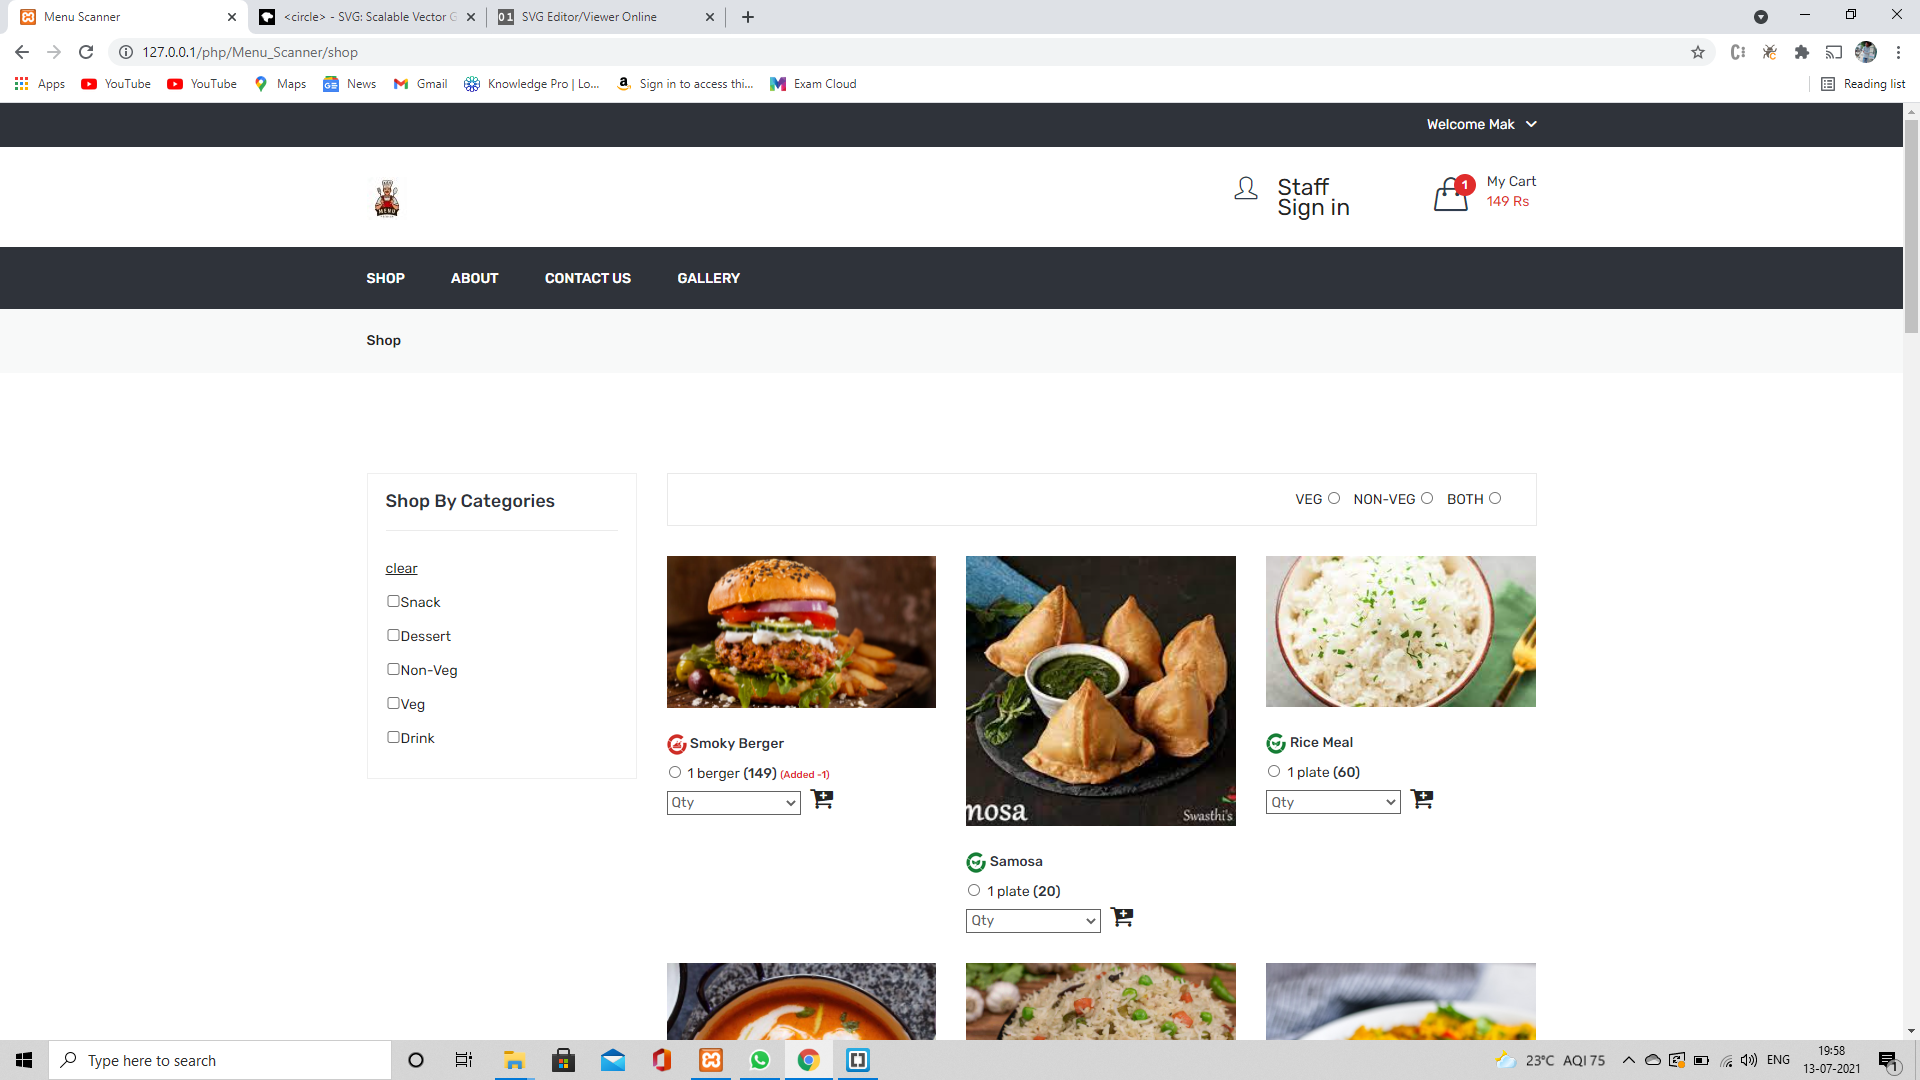 Menu Scanner
<circle> - SVG: Scalable Vector G
SVG Editor/Viewer Online
127.0.0.1/php/Menu_Scanner/shop
Apps
YouTube
YouTube
Maps
News
Gmail
Knowledge Pro | Lo...
Sign in to access thi...
Exam Cloud
Reading list
Welcome Mak
MENU
Staff
Sign in
1
My Cart
149 Rs
SHOP
ABOUT
CONTACT US
GALLERY
Shop
Shop By Categories
clear
Snack
Dessert
Non-Veg
Veg
Drink
VEG
NON-VEG
BOTH
Smoky Berger
1 berger (149) (Added -1)
Qty
mosa
Swasthi's
Samosa
1 plate (20)
Qty
Rice Meal
1 plate (60)
Qty
Type here to search
23°C AQI 75
ENG
19:58
13-07-2021
1